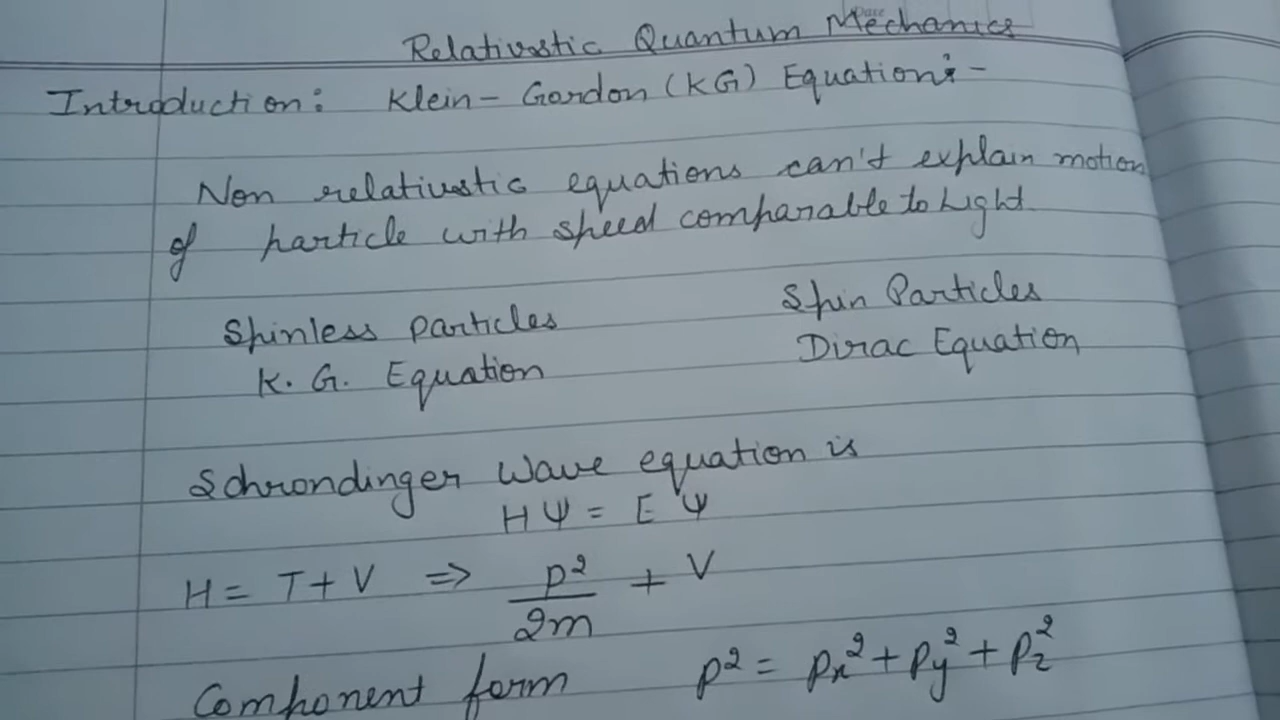 Relativistic Quantum Mechanics
Introduction: Klein-Gordon (KG) Equation:-
Non relativistic equations can't explain motion
of particle with speed comparable to Light
Spinless particles Spin Particles
K. G. Equation Dirac Equation
Schrondinger Wave equation is
HΨ = EΨ
H = T + V ⇒ p²/2m + V
Component form p² = px² + py² + pz²